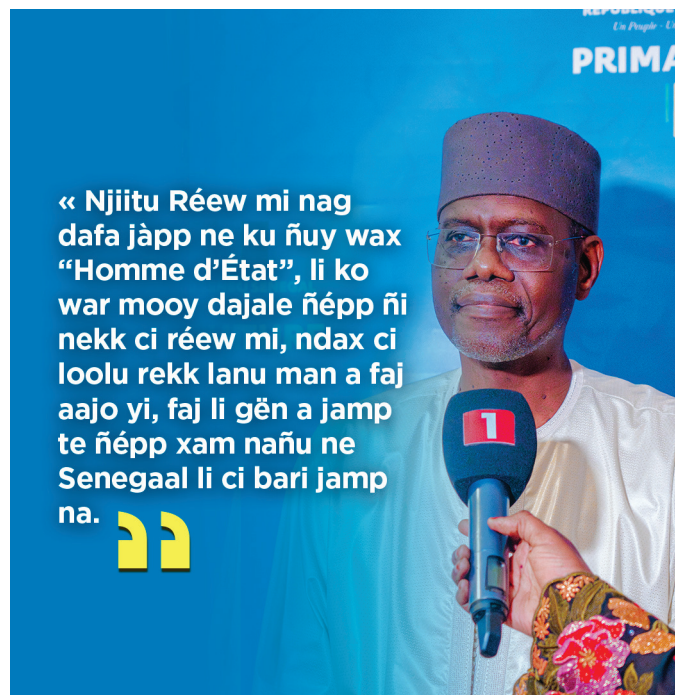 RÉPUBLIQUE
Un Peuple - U
PRIMA
« Njiitu Réew mi nag
dafa jàpp ne ku ñuy wax
“Homme d’État”, li ko
war mooy dajale ñépp ñi
nekk ci réew mi, ndax ci
loolu rekk lanu man a faj
aajo yi, faj li gën a jamp
te ñépp xam nañu ne
Senegaal li ci bari jamp
na.
1